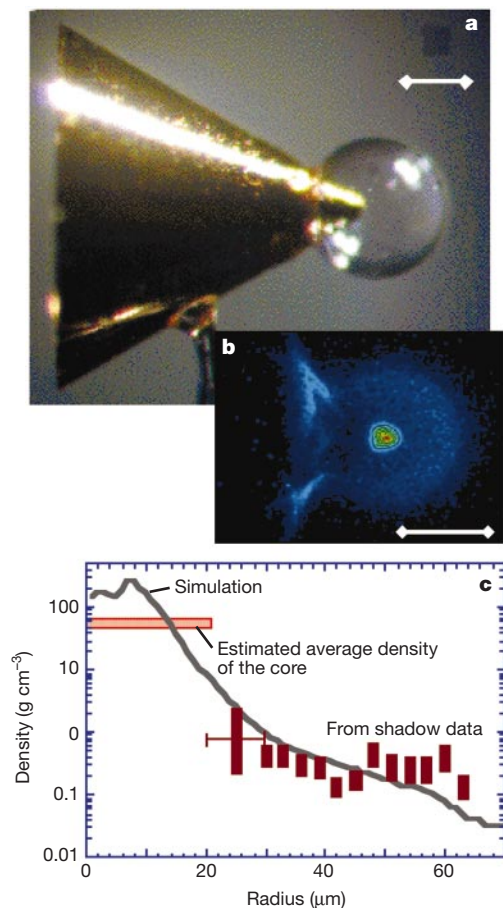 a
b
c
Simulation
Estimated average density
of the core
From shadow data
Density (g cm⁻³)
100
10
0
0.1
0.01
0
20
40
60
Radius (μm)